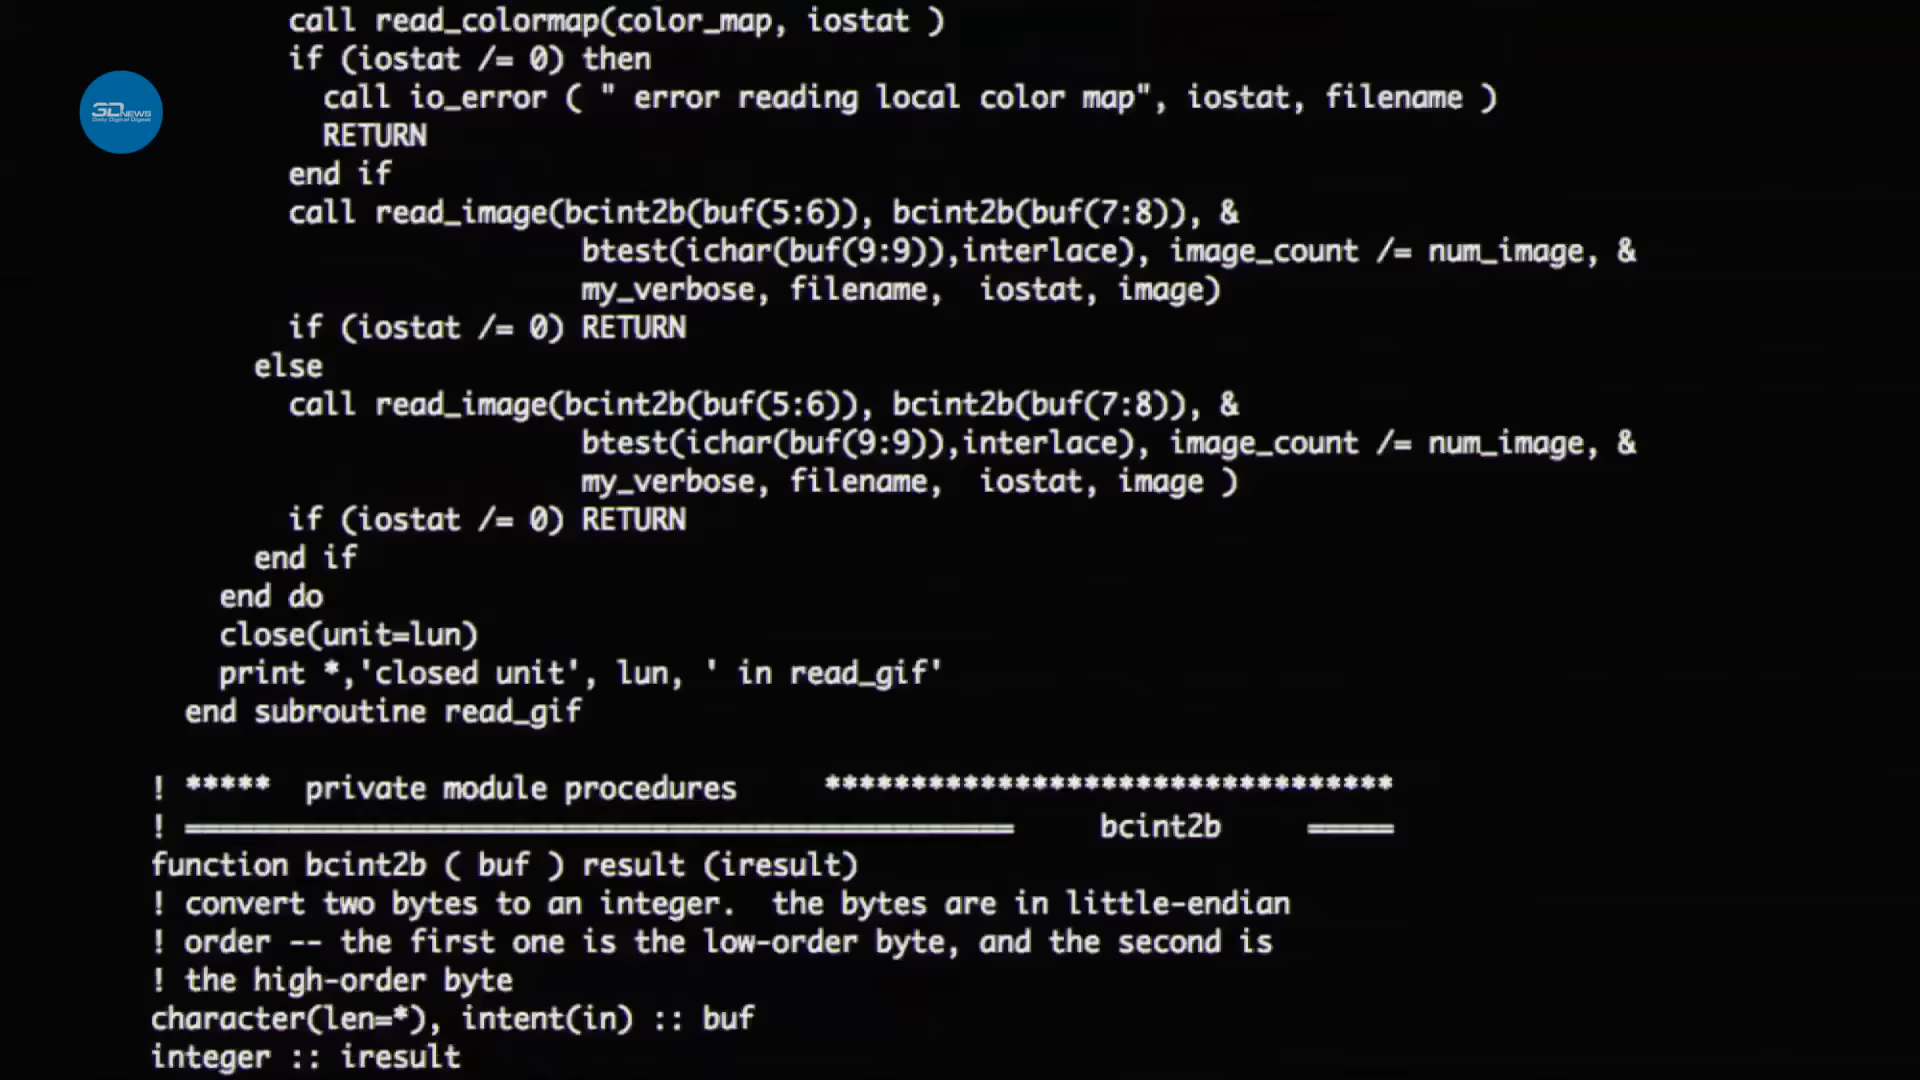 call read_colormap(color_map, iostat )
if (iostat /= 0) then
call io_error ( " error reading local color map", iostat, filename )
3DNEWS
Daily Digital Digest
RETURN
end if
call read_image(bcint2b(buf(5:6)), bcint2b(buf(7:8)), &
btest(ichar(buf(9:9)),interlace), image_count /= num_image, &
my_verbose, filename,  iostat, image)
if (iostat /= 0) RETURN
else
call read_image(bcint2b(buf(5:6)), bcint2b(buf(7:8)), &
btest(ichar(buf(9:9)),interlace), image_count /= num_image, &
my_verbose, filename,  iostat, image )
if (iostat /= 0) RETURN
end if
end do
close(unit=lun)
print *,'closed unit', lun, ' in read_gif'
end subroutine read_gif
! *****  private module procedures     *********************************
! ================================================     bcint2b     =====
function bcint2b ( buf ) result (iresult)
! convert two bytes to an integer.  the bytes are in little-endian
! order -- the first one is the low-order byte, and the second is
! the high-order byte
character(len=*), intent(in) :: buf
integer :: iresult